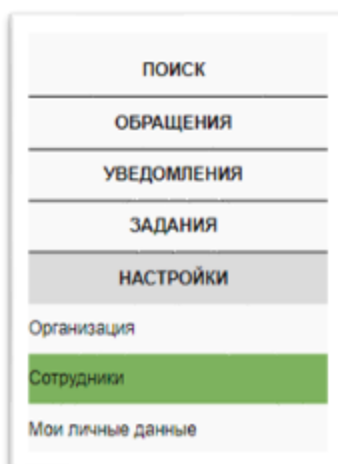 ПОИСК
ОБРАЩЕНИЯ
УВЕДОМЛЕНИЯ
ЗАДАНИЯ
НАСТРОЙКИ
Организация
Сотрудники
Мои личные данные